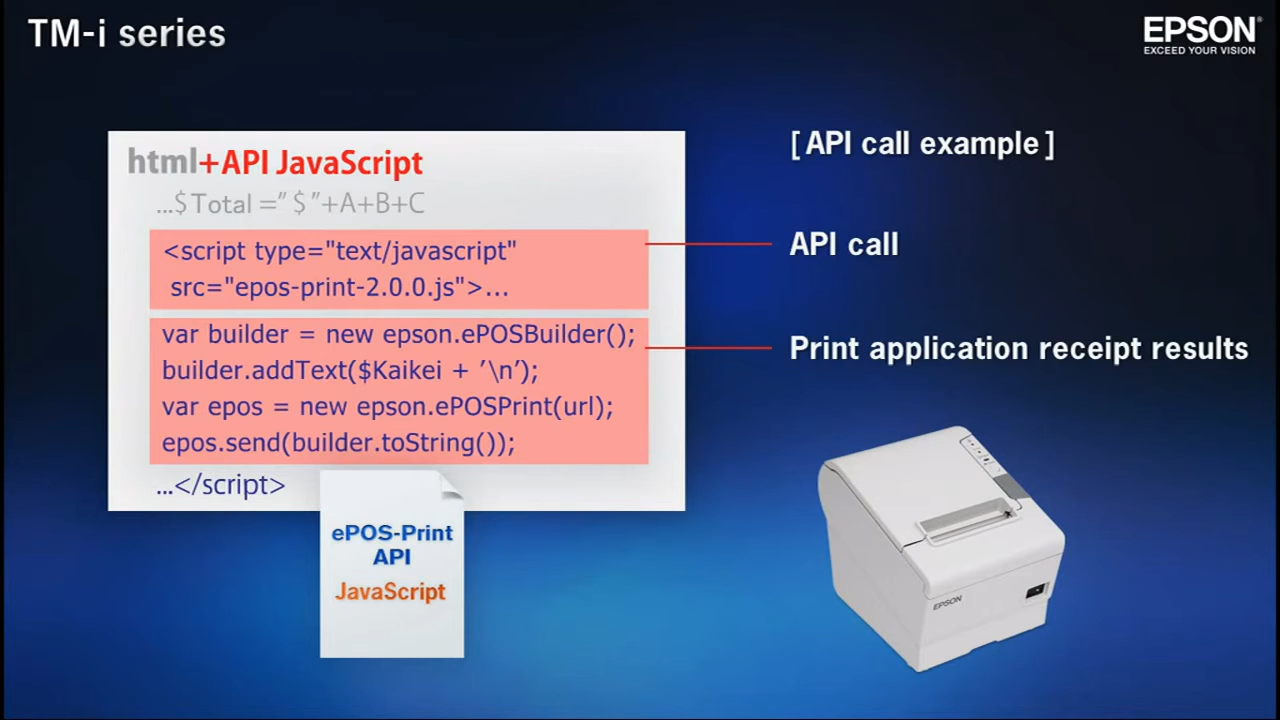 TM-i series
EPSON
EXCEED YOUR VISION
html+API JavaScript
...$Total =" $ "+A+B+C
<script type="text/javascript"
src="epos-print-2.0.0.js">...
var builder = new epson.ePOSBuilder();
builder.addText($Kaikei + '\n');
var epos = new epson.ePOSPrint(url);
epos.send(builder.toString());
...</script>
ePOS-Print
API
JavaScript
[API call example]
API call
Print application receipt results
EPSON